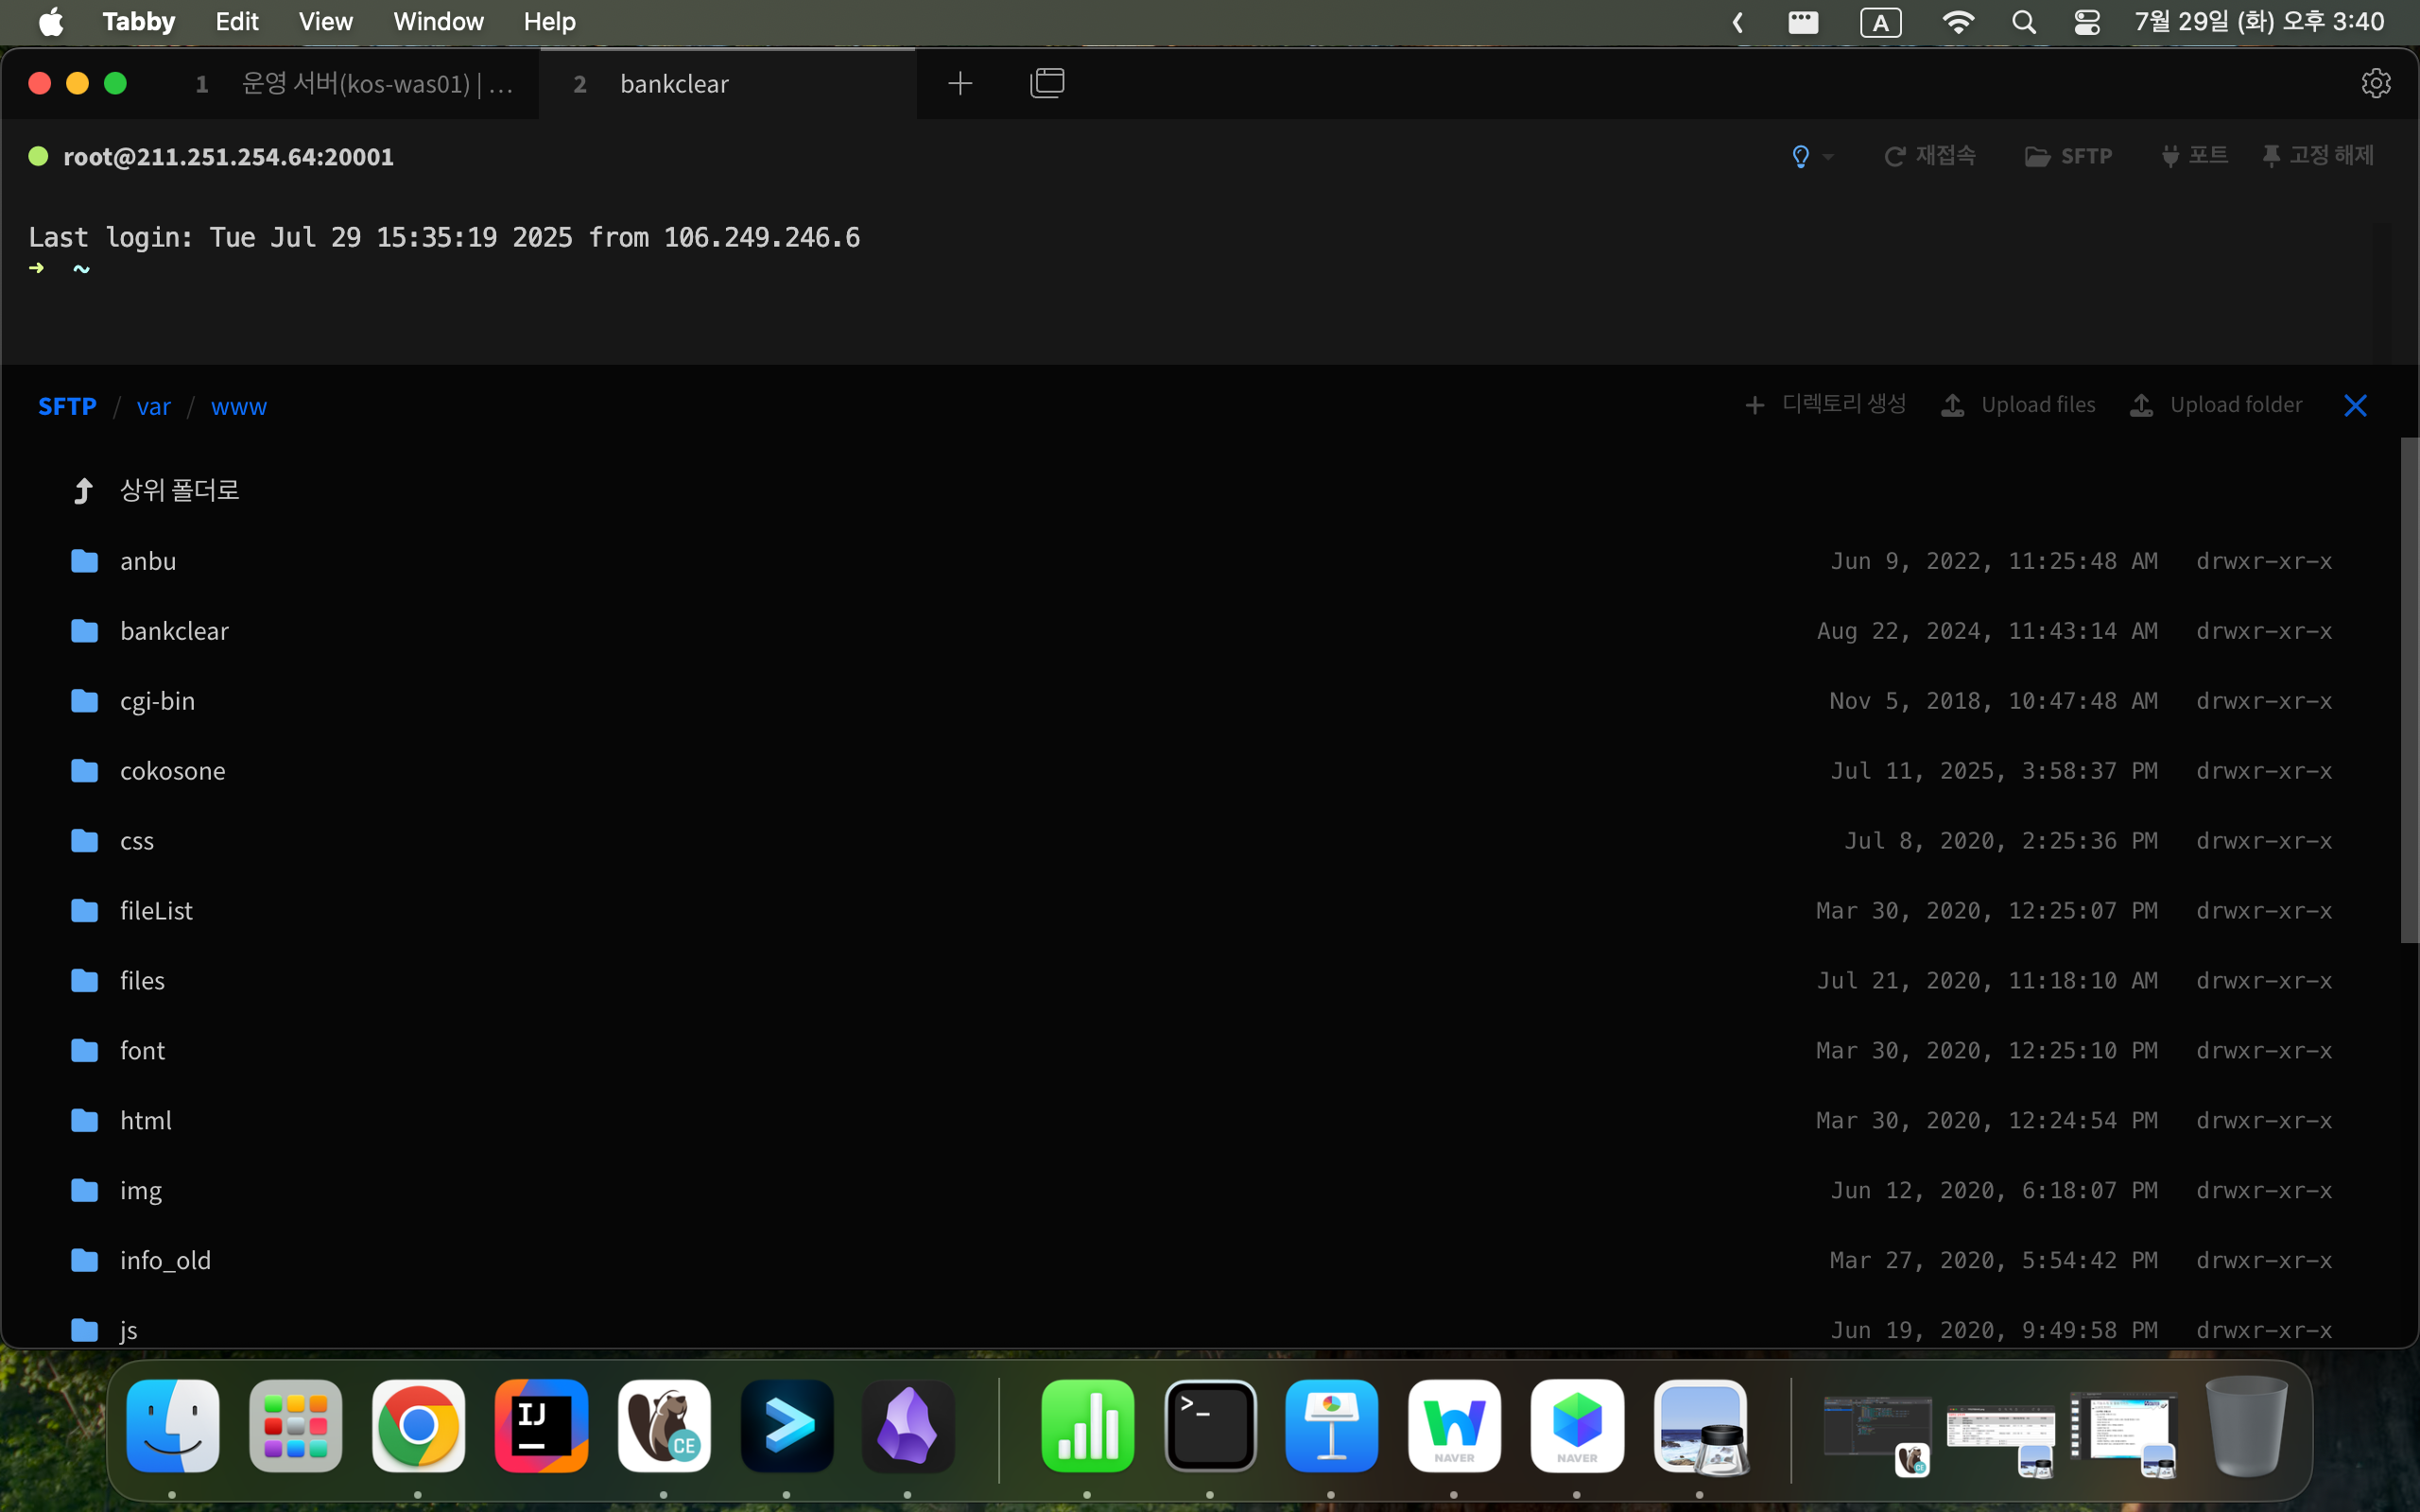 Tabby Edit View Window Help A 7월 29일 (화) 오후 3:40
1 운영 서버(kos-was01) | ... 2 bankclear
root@211.251.254.64:20001 재접속 SFTP 포트 고정 해제
Last login: Tue Jul 29 15:35:19 2025 from 106.249.246.6
➜ ~
SFTP / var / www + 디렉토리 생성 Upload files Upload folder
상위 폴더로
anbu Jun 9, 2022, 11:25:48 AM drwxr-xr-x
bankclear Aug 22, 2024, 11:43:14 AM drwxr-xr-x
cgi-bin Nov 5, 2018, 10:47:48 AM drwxr-xr-x
cokosone Jul 11, 2025, 3:58:37 PM drwxr-xr-x
css Jul 8, 2020, 2:25:36 PM drwxr-xr-x
fileList Mar 30, 2020, 12:25:07 PM drwxr-xr-x
files Jul 21, 2020, 11:18:10 AM drwxr-xr-x
font Mar 30, 2020, 12:25:10 PM drwxr-xr-x
html Mar 30, 2020, 12:24:54 PM drwxr-xr-x
img Jun 12, 2020, 6:18:07 PM drwxr-xr-x
info_old Mar 27, 2020, 5:54:42 PM drwxr-xr-x
js Jun 19, 2020, 9:49:58 PM drwxr-xr-x
IJ CE >_ NAVER NAVER